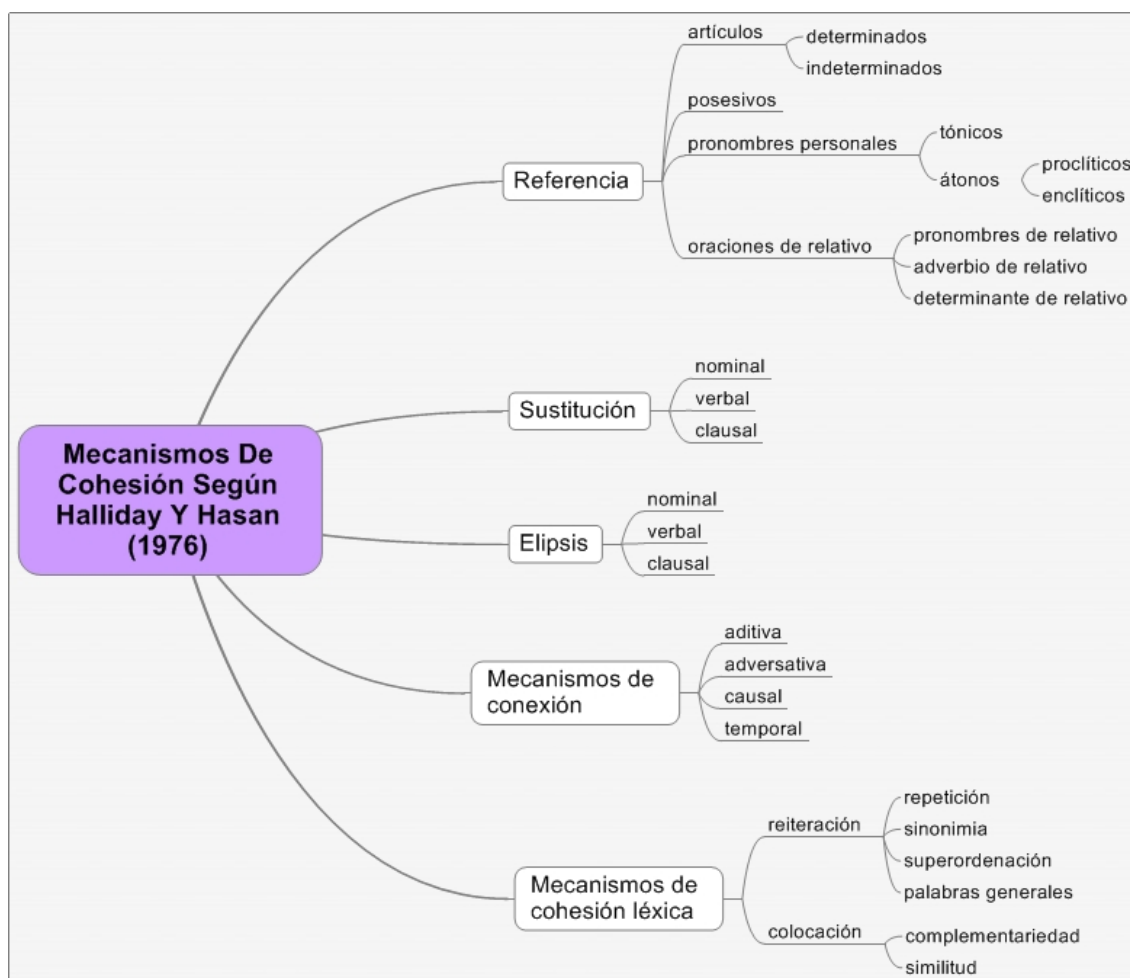 Mecanismos De
Cohesión Según
Halliday Y Hasan
(1976)
Referencia
artículos
determinados
indeterminados
posesivos
pronombres personales
tónicos
átonos
proclíticos
enclíticos
oraciones de relativo
pronombres de relativo
adverbio de relativo
determinante de relativo
Sustitución
nominal
verbal
clausal
Elipsis
nominal
verbal
clausal
Mecanismos de
conexión
aditiva
adversativa
causal
temporal
Mecanismos de
cohesión léxica
reiteración
repetición
sinonimia
superordenación
palabras generales
colocación
complementariedad
similitud